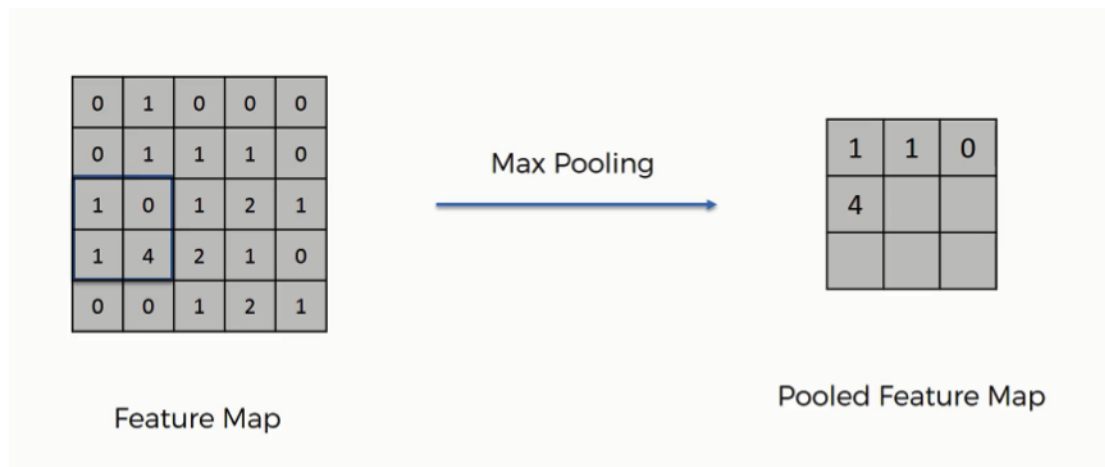 0 1 0 0 0
0 1 1 1 0
1 0 1 2 1
1 4 2 1 0
0 0 1 2 1
Feature Map
Max Pooling
1 1 0
4
Pooled Feature Map